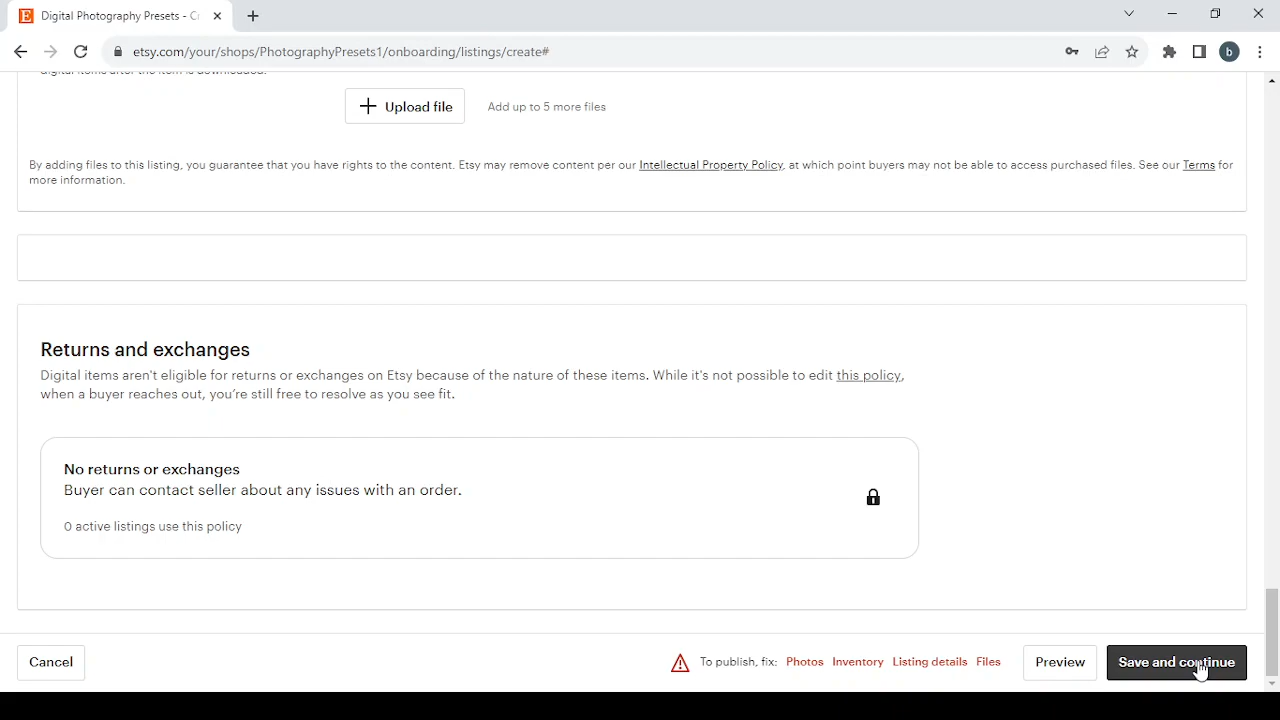 Digital Photography Presets - C
etsy.com/your/shops/PhotographyPresets1/onboarding/listings/create#
b
digital items after the item is downloaded.
Upload file
Add up to 5 more files
By adding files to this listing, you guarantee that you have rights to the content. Etsy may remove content per our Intellectual Property Policy, at which point buyers may not be able to access purchased files. See our Terms for
more information.
Returns and exchanges
Digital items aren't eligible for returns or exchanges on Etsy because of the nature of these items. While it's not possible to edit this policy,
when a buyer reaches out, you're still free to resolve as you see fit.
No returns or exchanges
Buyer can contact seller about any issues with an order.
0 active listings use this policy
Cancel
To publish, fix: Photos Inventory Listing details Files
Preview
Save and continue